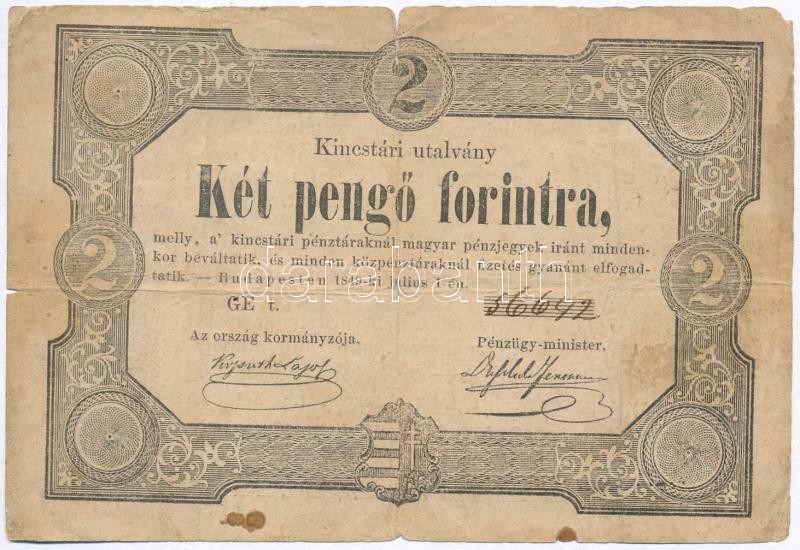 2
Kincstári utalvány
Két pengő forintra,
2
melly, a' kincstári pénztáraknál magyar pénzjegyek iránt minden-
kor beváltatik, és minden közpénztáraknál fizetés gyanánt elfogad-
tatik. — Budapesten 1849-ki julius 1-én.
2
GE t. 56692
Az ország kormányzója, Pénzügy-minister,
Kossuth Lajos
darabanth